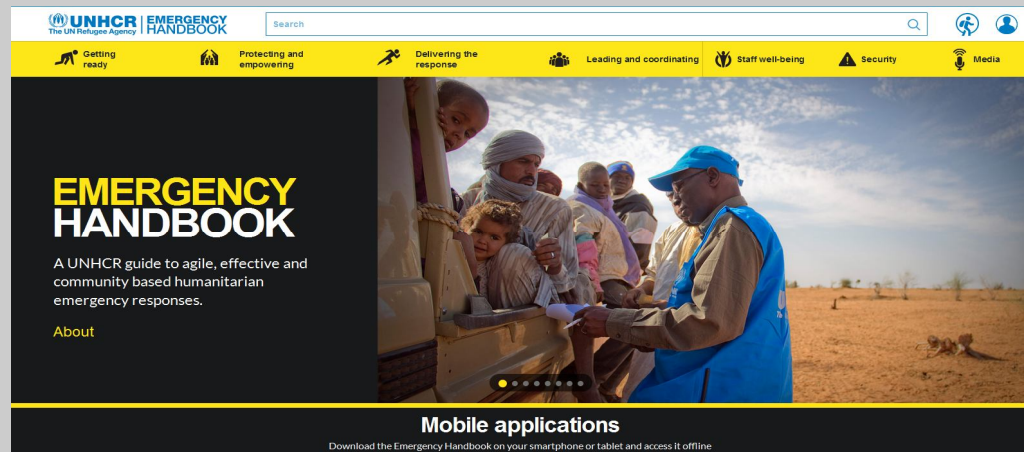 UNHCR
The UN Refugee Agency
EMERGENCY
HANDBOOK
Search
Getting
ready
Protecting and
empowering
Delivering the
response
Leading and coordinating
Staff well-being
Security
Media
EMERGENCY
HANDBOOK
A UNHCR guide to agile, effective and
community based humanitarian
emergency responses.
About
Mobile applications
Download the Emergency Handbook on your smartphone or tablet and access it offline